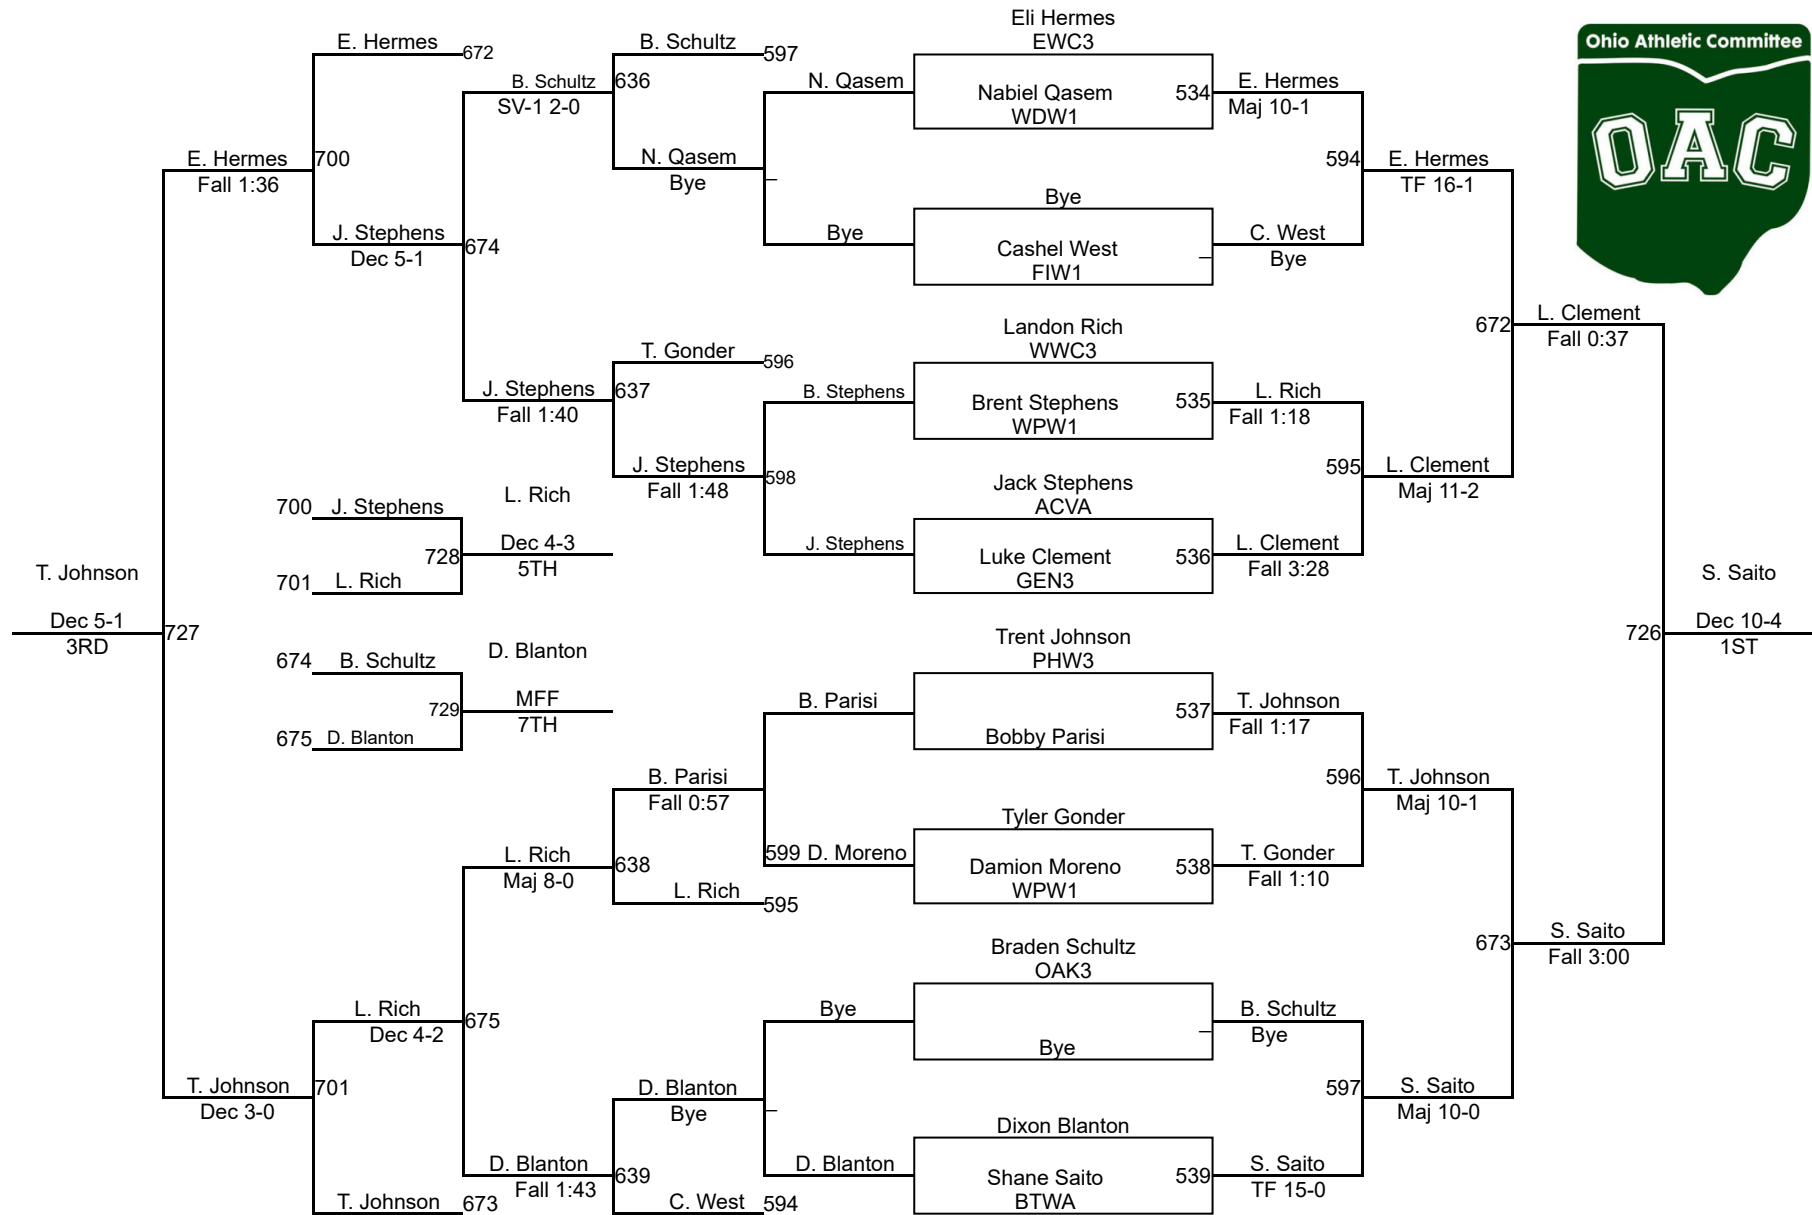 Eli Hermes
EWC3
Ohio Athletic Committee
OAC
E. Hermes
672
B. Schultz
597
B. Schultz
636
SV-1 2-0
N. Qasem
Nabiel Qasem
WDW1
534
E. Hermes
Maj 10-1
E. Hermes
700
Fall 1:36
N. Qasem
Bye
–
594
E. Hermes
TF 16-1
J. Stephens
674
Dec 5-1
Bye
Bye
Cashel West
FIW1
–
C. West
Bye
Landon Rich
WWC3
672
L. Clement
Fall 0:37
T. Gonder
596
J. Stephens
637
Fall 1:40
B. Stephens
Brent Stephens
WPW1
535
L. Rich
Fall 1:18
J. Stephens
598
Fall 1:48
595
L. Clement
Maj 11-2
Jack Stephens
ACVA
700
J. Stephens
L. Rich
728
Dec 4-3
5TH
701
L. Rich
J. Stephens
Luke Clement
GEN3
536
L. Clement
Fall 3:28
T. Johnson
Dec 5-1
727
3RD
S. Saito
726
Dec 10-4
1ST
Trent Johnson
PHW3
674
B. Schultz
D. Blanton
729
MFF
7TH
675
D. Blanton
B. Parisi
537
T. Johnson
Fall 1:17
Bobby Parisi
B. Parisi
Fall 0:57
596
T. Johnson
Maj 10-1
Tyler Gonder
L. Rich
638
Maj 8-0
599
D. Moreno
Damion Moreno
WPW1
538
T. Gonder
Fall 1:10
L. Rich
595
Braden Schultz
OAK3
673
S. Saito
Fall 3:00
L. Rich
675
Dec 4-2
Bye
–
B. Schultz
Bye
Bye
T. Johnson
701
Dec 3-0
D. Blanton
Bye
–
597
S. Saito
Maj 10-0
Dixon Blanton
D. Blanton
639
Fall 1:43
D. Blanton
Shane Saito
BTWA
539
S. Saito
TF 15-0
T. Johnson
673
C. West
594